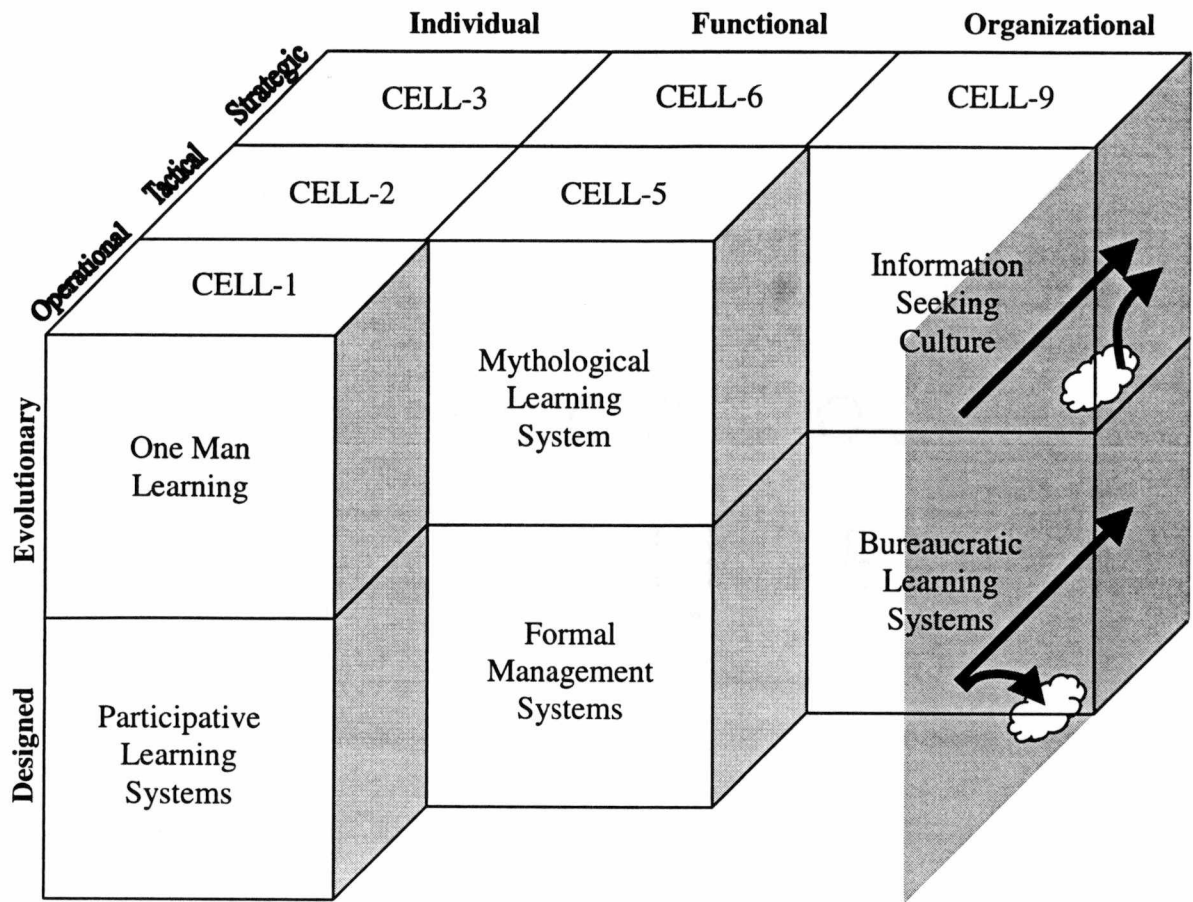 Individual
Functional
Organizational
Strategic
Tactical
Operational
CELL-3
CELL-6
CELL-9
CELL-2
CELL-5
CELL-1
Evolutionary
Designed
One Man
Learning
Mythological
Learning
System
Information
Seeking
Culture
Participative
Learning
Systems
Formal
Management
Systems
Bureaucratic
Learning
Systems